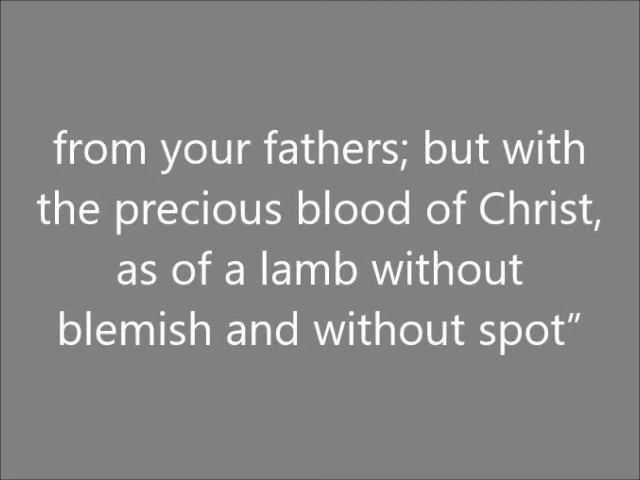 from your fathers; but with
the precious blood of Christ,
as of a lamb without
blemish and without spot”